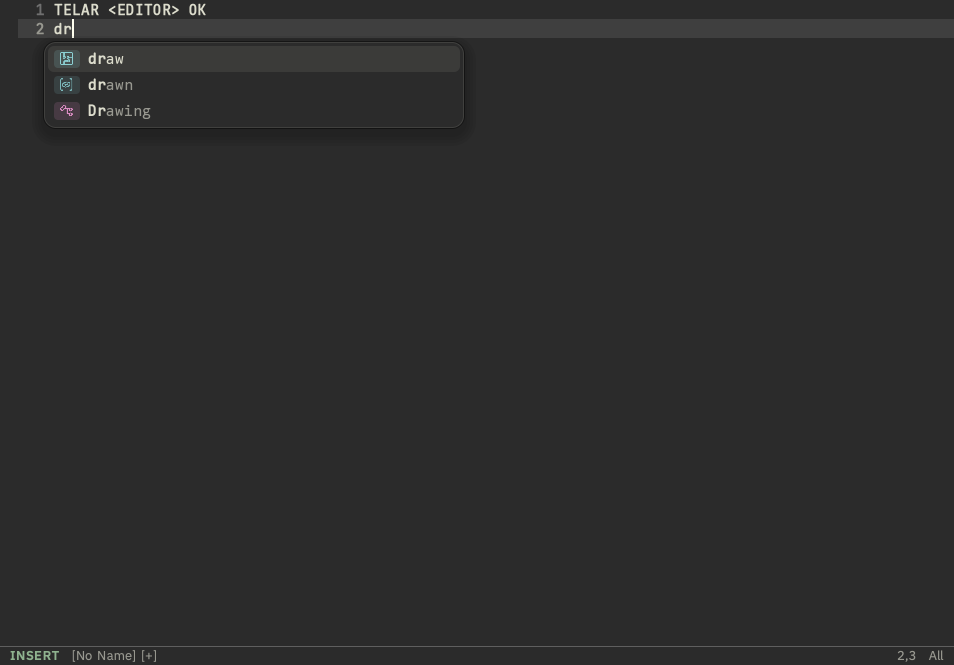 1 TELAR <EDITOR> OK
2 dr
draw
drawn
Drawing
INSERT [No Name] [+] 2,3 All